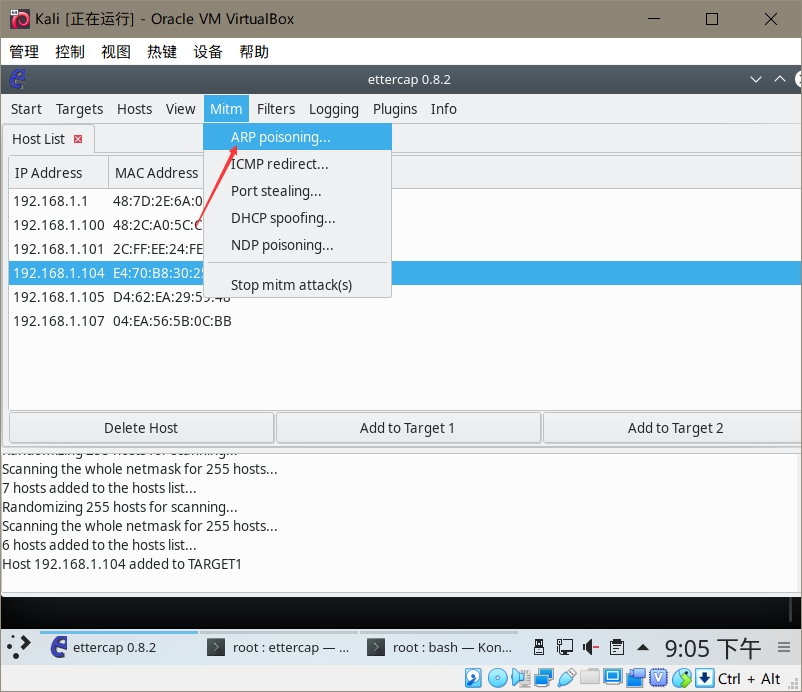 Kali [正在运行] - Oracle VM VirtualBox
管理 控制 视图 热键 设备 帮助
ettercap 0.8.2
Start Targets Hosts View Mitm Filters Logging Plugins Info
Host List
ARP poisoning...
ICMP redirect...
Port stealing...
DHCP spoofing...
NDP poisoning...
Stop mitm attack(s)
IP Address MAC Address
192.168.1.1 48:7D:2E:6A:0
192.168.1.100 48:2C:A0:5C:C
192.168.1.101 2C:FF:EE:24:FE
192.168.1.104 E4:70:B8:30:25
192.168.1.105 D4:62:EA:29:59:48
192.168.1.107 04:EA:56:5B:0C:BB
Delete Host Add to Target 1 Add to Target 2
Randomizing 255 hosts for scanning...
Scanning the whole netmask for 255 hosts...
7 hosts added to the hosts list...
Randomizing 255 hosts for scanning...
Scanning the whole netmask for 255 hosts...
6 hosts added to the hosts list...
Host 192.168.1.104 added to TARGET1
ettercap 0.8.2 root : ettercap — ... root : bash — Kon... 9:05 下午
Ctrl + Alt